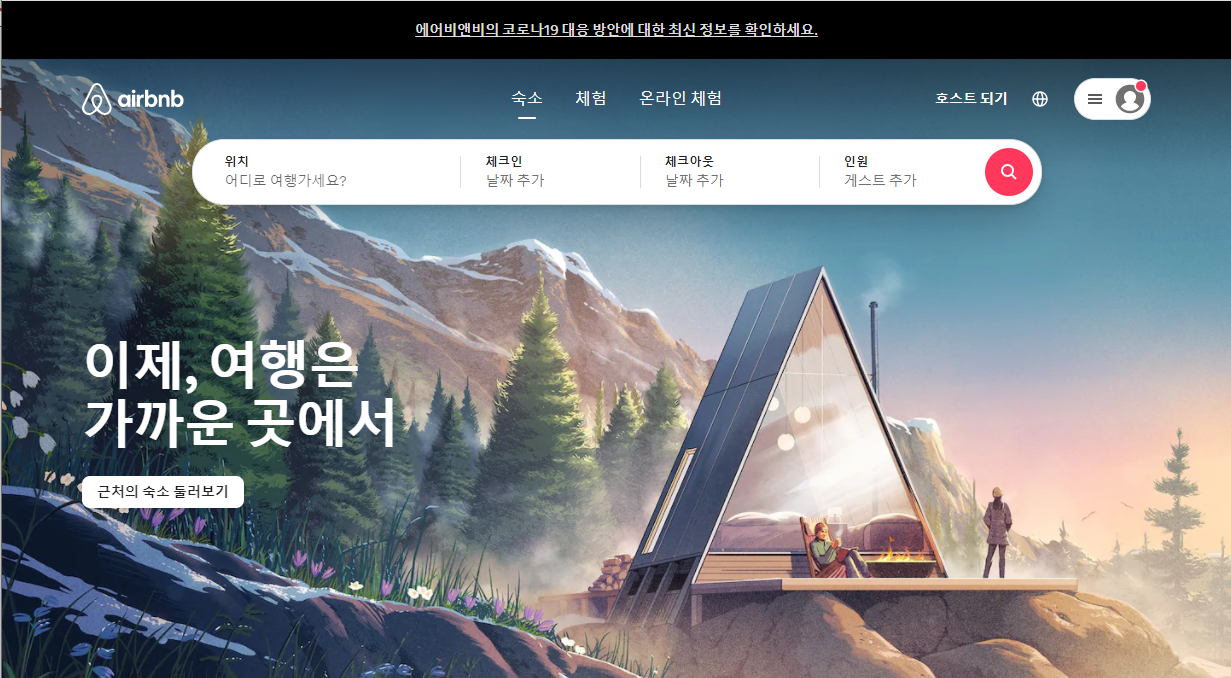 에어비앤비의 코로나19 대응 방안에 대한 최신 정보를 확인하세요.
airbnb
숙소
체험
온라인 체험
호스트 되기
위치
어디로 여행가세요?
체크인
날짜 추가
체크아웃
날짜 추가
인원
게스트 추가
이제, 여행은
가까운 곳에서
근처의 숙소 둘러보기